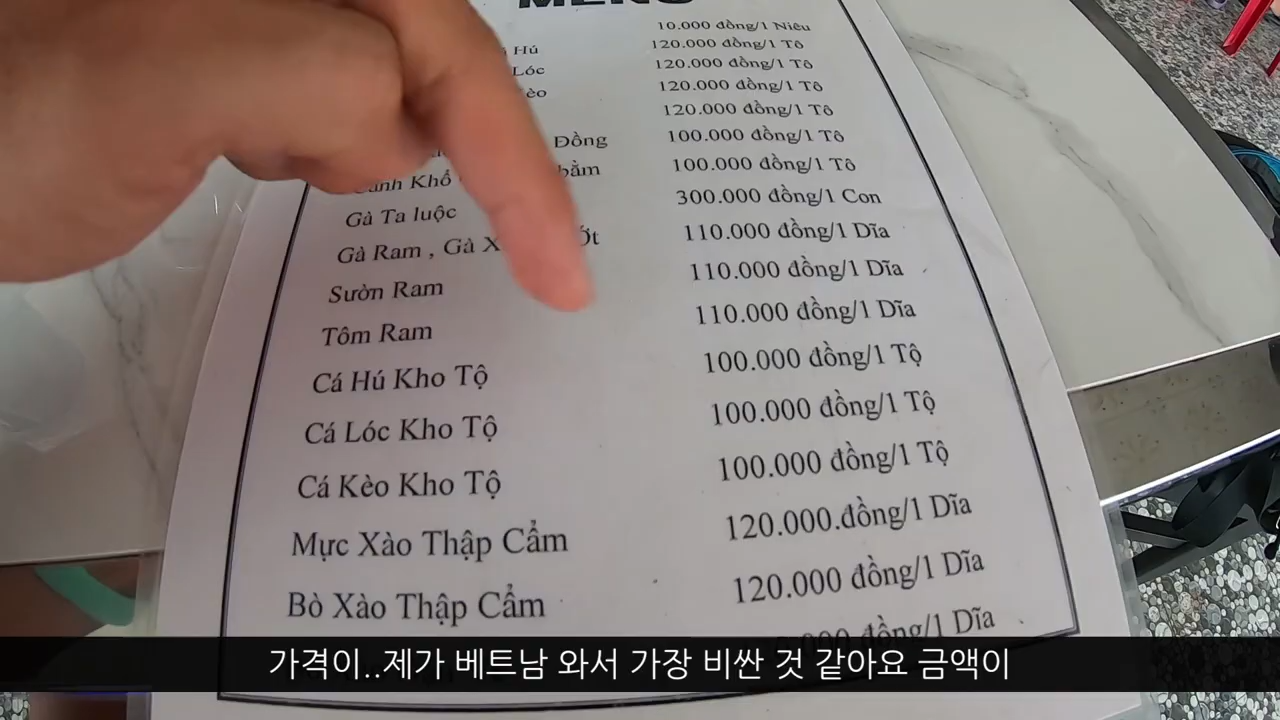 MENU
10.000 đồng/1 Niêu
Hú 120.000 đồng/1 Tô
Lóc 120.000 đồng/1 Tô
120.000 đồng/1 Tô
120.000 đồng/1 Tô
Đồng 100.000 đồng/1 Tô
Canh Khổ 100.000 đồng/1 Tô
Gà Ta luộc 300.000 đồng/1 Con
Gà Ram , Gà X 110.000 đồng/1 Dĩa
Sườn Ram 110.000 đồng/1 Dĩa
Tôm Ram 110.000 đồng/1 Dĩa
Cá Hú Kho Tộ 100.000 đồng/1 Tộ
Cá Lóc Kho Tộ 100.000 đồng/1 Tộ
Cá Kèo Kho Tộ 100.000 đồng/1 Tộ
Mực Xào Thập Cẩm 120.000.đồng/1 Dĩa
Bò Xào Thập Cẩm 120.000 đồng/1 Dĩa
đồng/1 Dĩa
가격이..제가 베트남 와서 가장 비싼 것 같아요 금액이